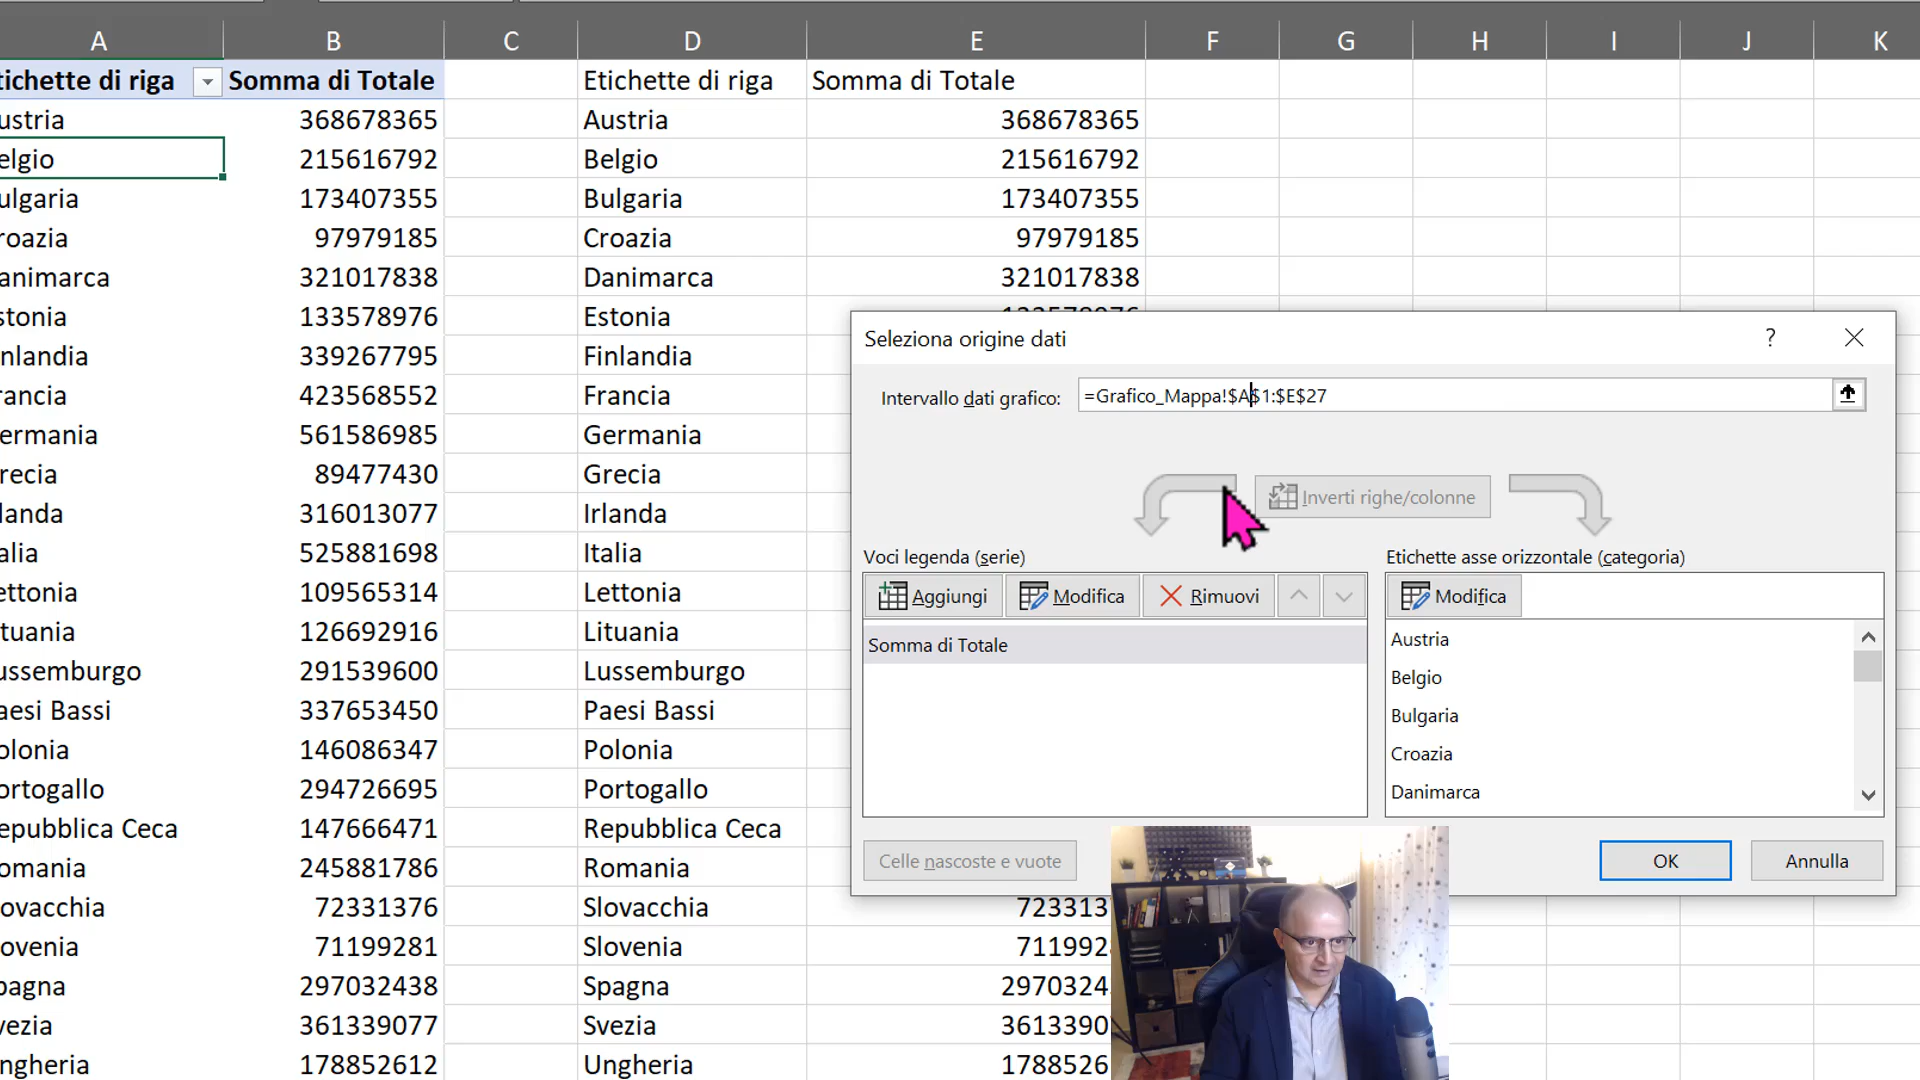 A B C D E F G H I J K
tichette di riga Somma di Totale Etichette di riga Somma di Totale
ustria 368678365 Austria 368678365
elgio 215616792 Belgio 215616792
ulgaria 173407355 Bulgaria 173407355
roazia 97979185 Croazia 97979185
animarca 321017838 Danimarca 321017838
stonia 133578976 Estonia
nlandia 339267795 Finlandia
rancia 423568552 Francia
ermania 561586985 Germania
recia 89477430 Grecia
landa 316013077 Irlanda
alia 525881698 Italia
ettonia 109565314 Lettonia
tuania 126692916 Lituania
ussemburgo 291539600 Lussemburgo
aesi Bassi 337653450 Paesi Bassi
olonia 146086347 Polonia
ortogallo 294726695 Portogallo
epubblica Ceca 147666471 Repubblica Ceca
omania 245881786 Romania
ovacchia 72331376 Slovacchia 723313
ovenia 71199281 Slovenia 711992
pagna 297032438 Spagna 2970324
vezia 361339077 Svezia 3613390
ngheria 178852612 Ungheria 1788526
Seleziona origine dati ?
Intervallo dati grafico: =Grafico_Mappa!$A$1:$E$27
Inverti righe/colonne
Voci legenda (serie)
Aggiungi Modifica Rimuovi
Somma di Totale
Etichette asse orizzontale (categoria)
Modifica
Austria
Belgio
Bulgaria
Croazia
Danimarca
Celle nascoste e vuote
OK Annulla